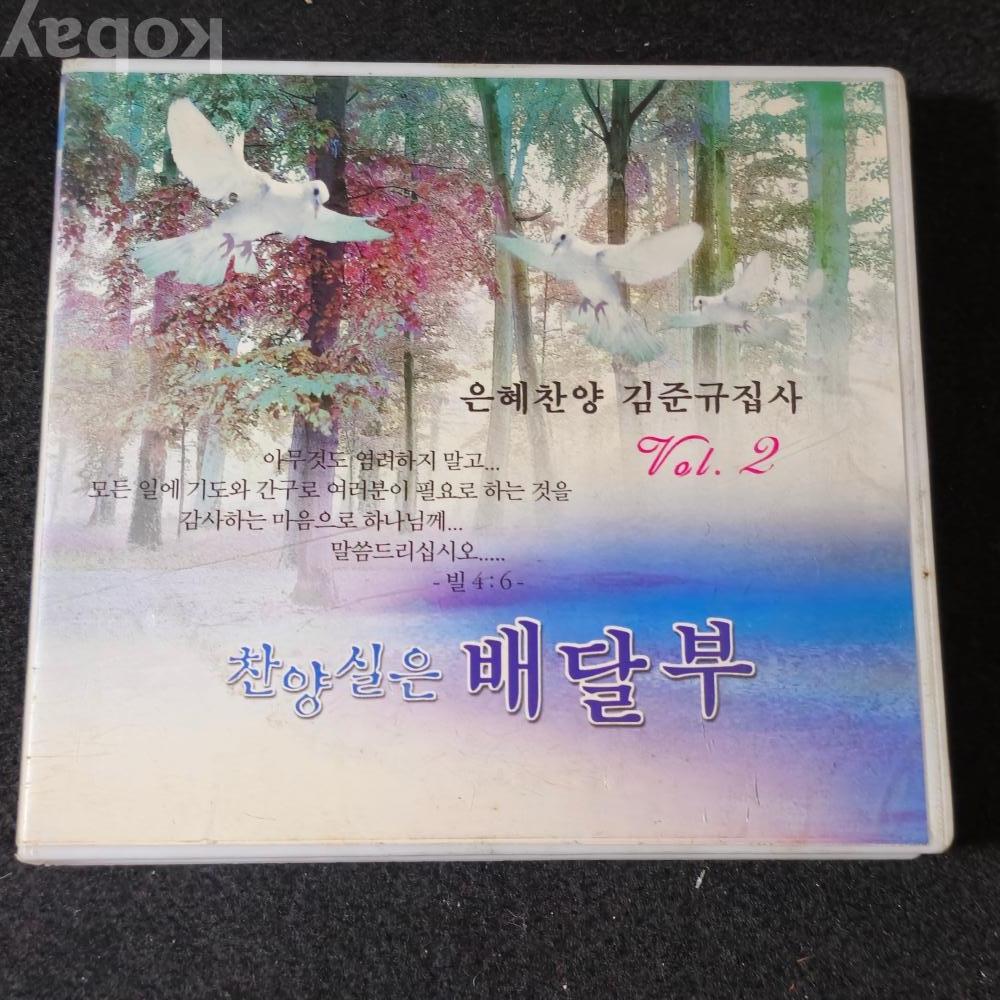 kobay
은혜찬양 김준규집사
Vol. 2
아무것도 염려하지 말고...
모든 일에 기도와 간구로 여러분이 필요로 하는 것을
감사하는 마음으로 하나님께...
말씀드리십시오.....
- 빌 4 : 6 -
찬양실은 배달부